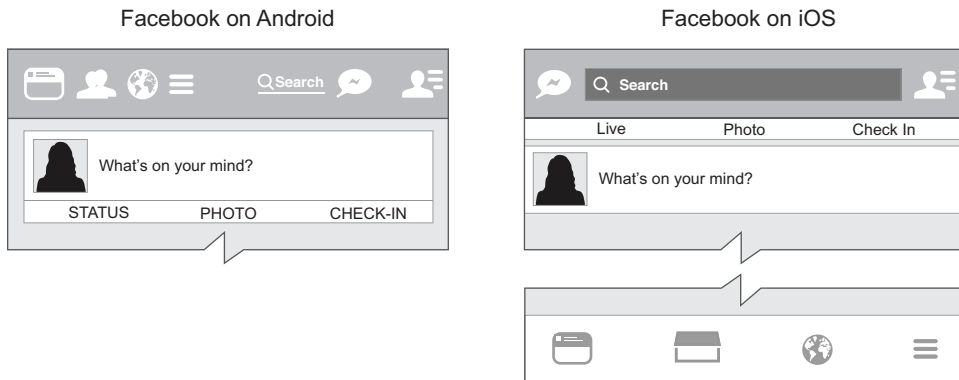 Facebook on Android
Search
What's on your mind?
STATUS PHOTO CHECK-IN
Facebook on iOS
Search
Live Photo Check In
What's on your mind?